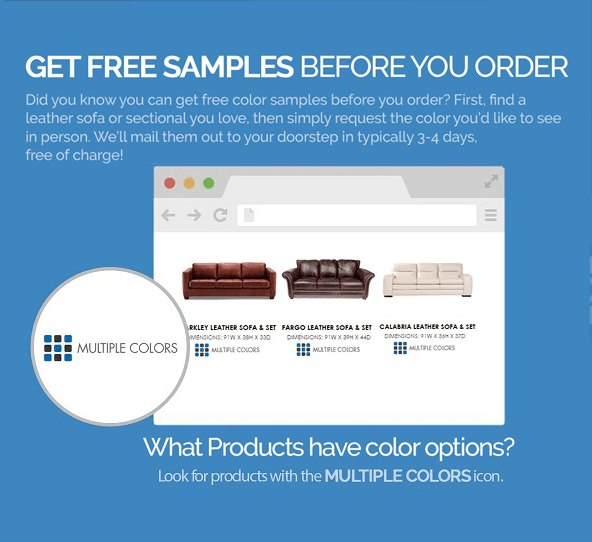 GET FREE SAMPLES BEFORE YOU ORDER
Did you know you can get free color samples before you order? First, find a
leather sofa or sectional you love, then simply request the color you'd like to see
in person. We'll mail them out to your doorstep in typically 3-4 days,
free of charge!
RKLEY LEATHER SOFA & SET FARGO LEATHER SOFA & SET CALABRIA LEATHER SOFA & SET
DIMENSIONS: 91W X 38H X 33D DIMENSIONS: 91W X 39H X 44D DIMENSIONS: 91W X 36H X 37D
MULTIPLE COLORS MULTIPLE COLORS MULTIPLE COLORS
MULTIPLE COLORS
What Products have color options?
Look for products with the MULTIPLE COLORS icon.